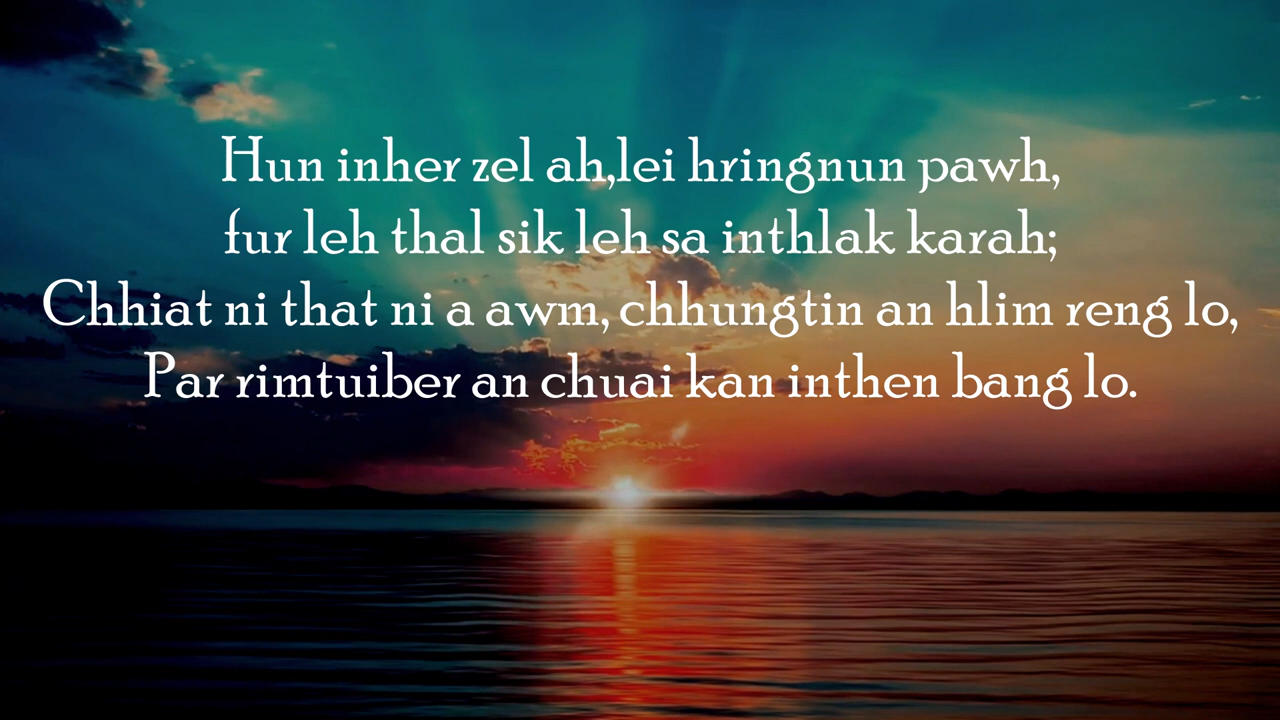 Hun inher zel ah,lei hringnun pawh,
fur leh thal sik leh sa inthlak karah;
Chhiat ni that ni a awm, chhungtin an hlim reng lo,
Par rimtuiber an chuai kan inthen bang lo.